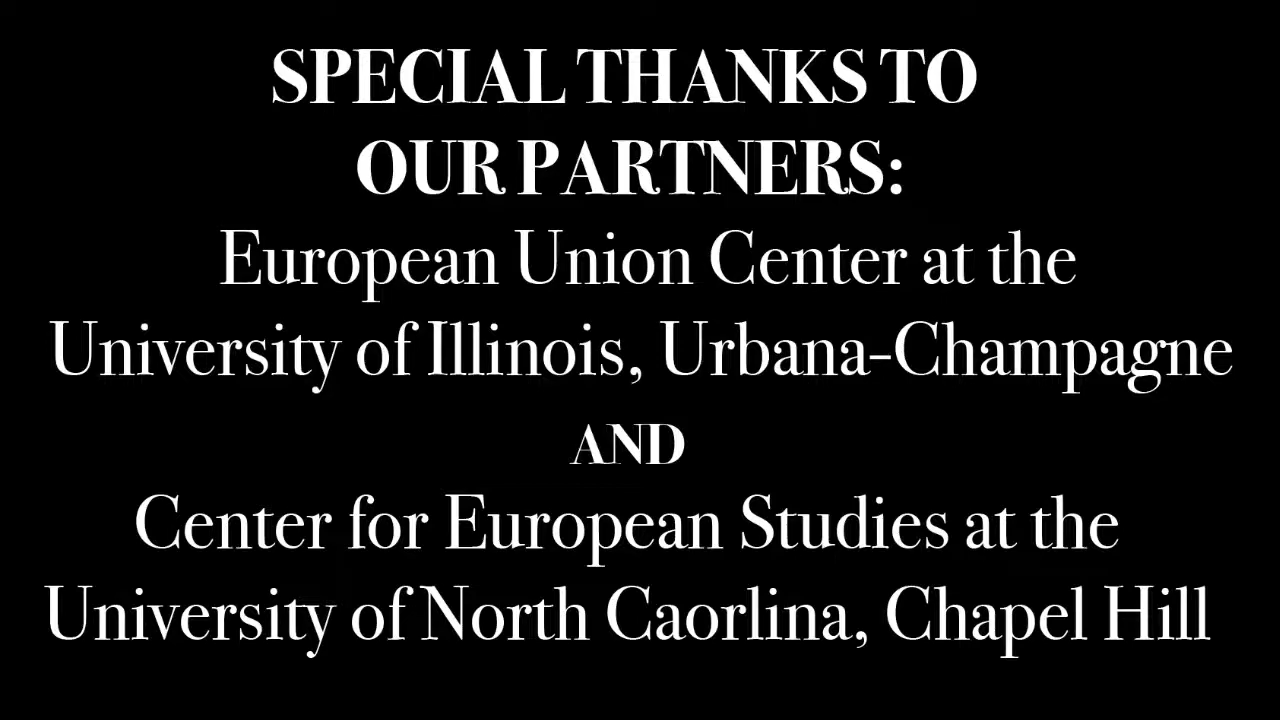 SPECIAL THANKS TO
OUR PARTNERS:
European Union Center at the
University of Illinois, Urbana-Champagne
AND
Center for European Studies at the
University of North Caorlina, Chapel Hill